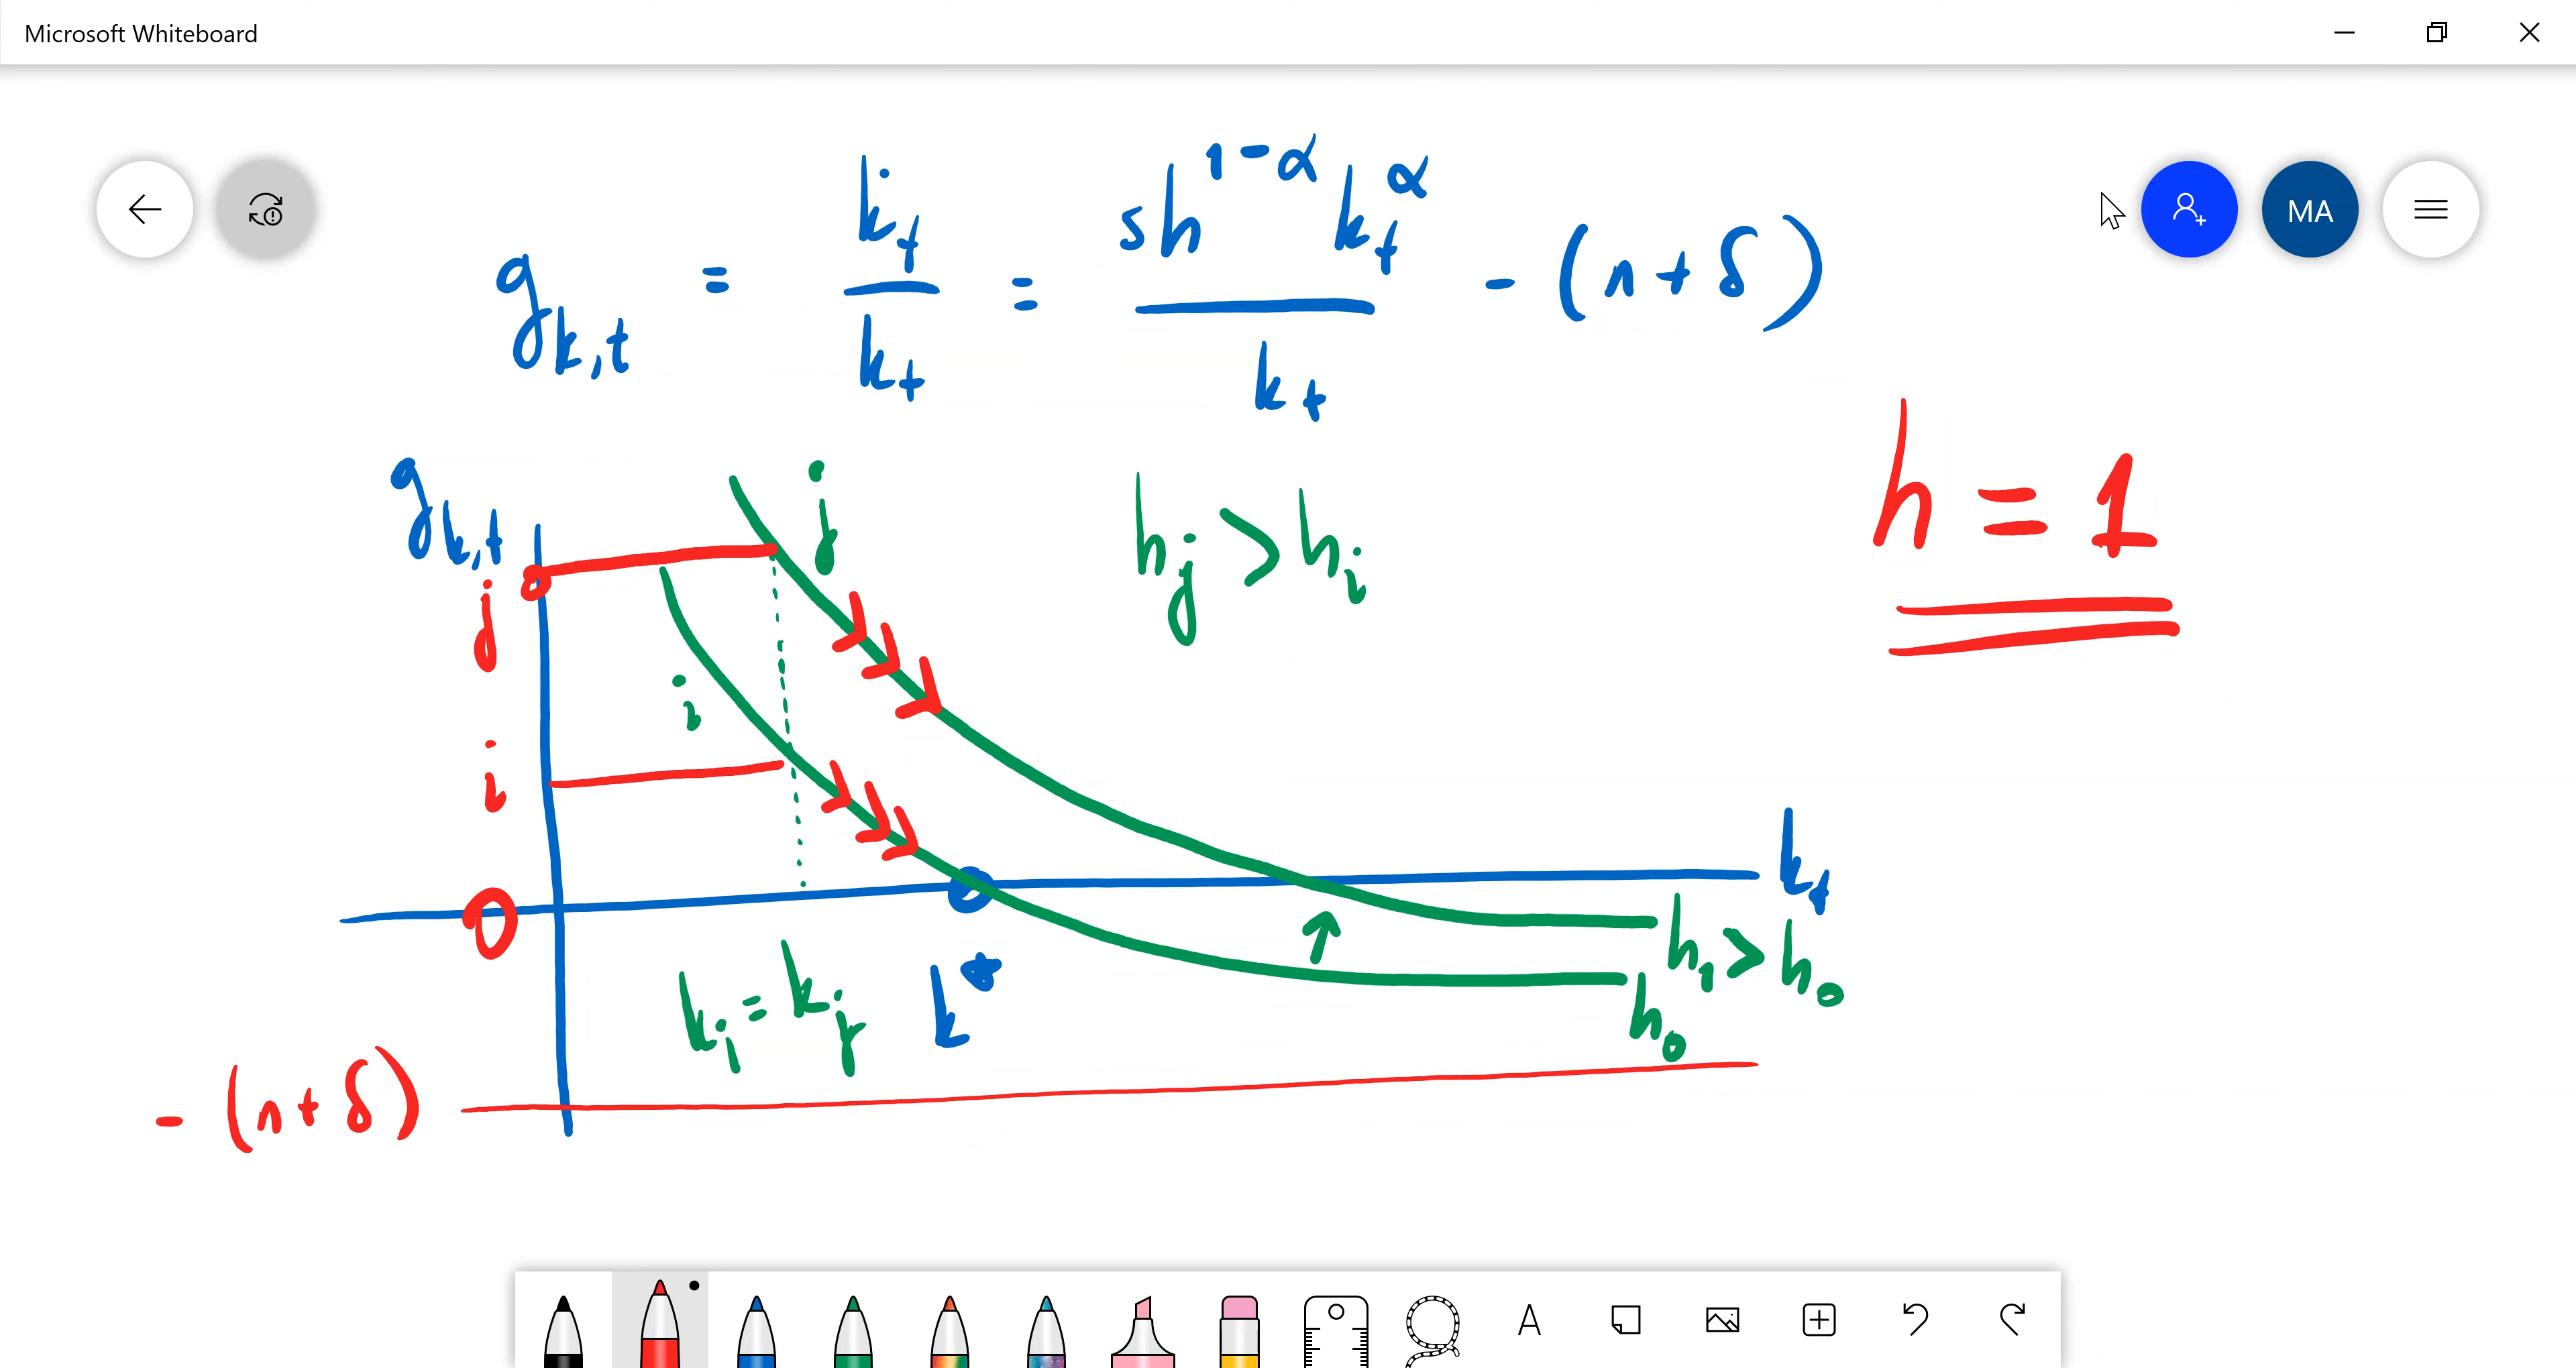 Microsoft Whiteboard
MA
g_{k,t} = k̇_t / k_t = sh^{1-α} k_t^α / k_t - (n + δ)
h = 1
g_{k,t}
j
h_j > h_i
j
i
i
k_t
0
h_1 > h_0
k_i = k_j
k*
h_0
- (n + δ)
A